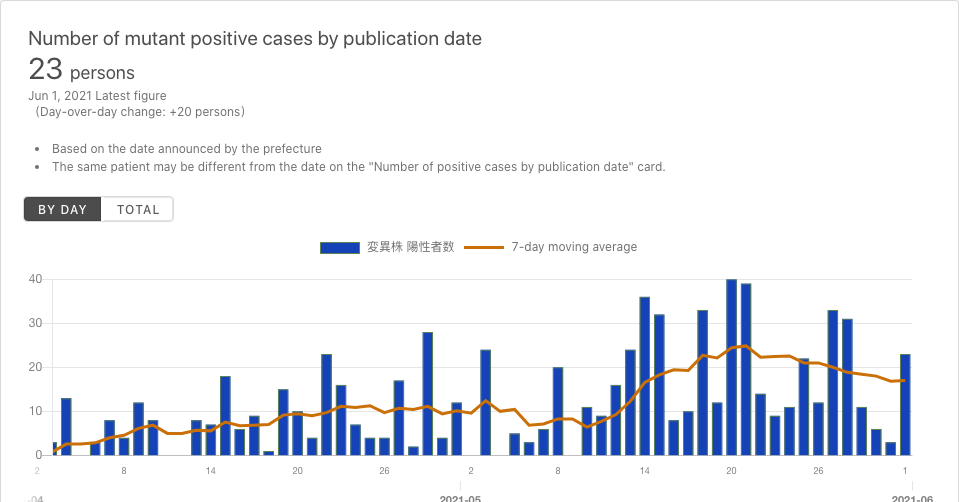 Number of mutant positive cases by publication date
23 persons
Jun 1, 2021 Latest figure
(Day-over-day change: +20 persons)
• Based on the date announced by the prefecture
• The same patient may be different from the date on the "Number of positive cases by publication date" card.
BY DAY TOTAL
変異株 陽性者数 7-day moving average
40
30
20
10
0
2 8 14 20 26 2 8 14 20 26 1
-04 2021-05 2021-06